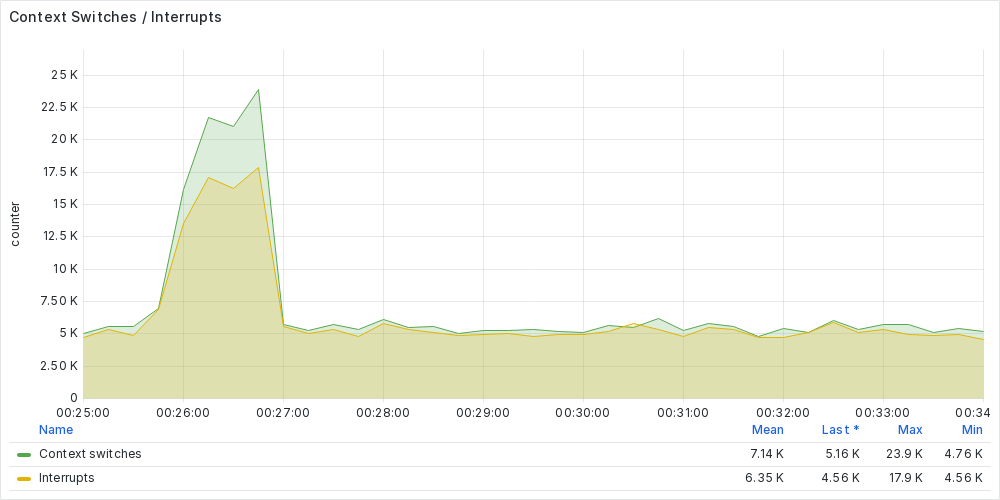 Context Switches / Interrupts
25 K
22.5 K
20 K
17.5 K
15 K
12.5 K
10 K
7.50 K
5 K
2.50 K
0
counter
00:25:00 00:26:00 00:27:00 00:28:00 00:29:00 00:30:00 00:31:00 00:32:00 00:33:00 00:34
Name Mean Last * Max Min
Context switches 7.14 K 5.16 K 23.9 K 4.76 K
Interrupts 6.35 K 4.56 K 17.9 K 4.56 K